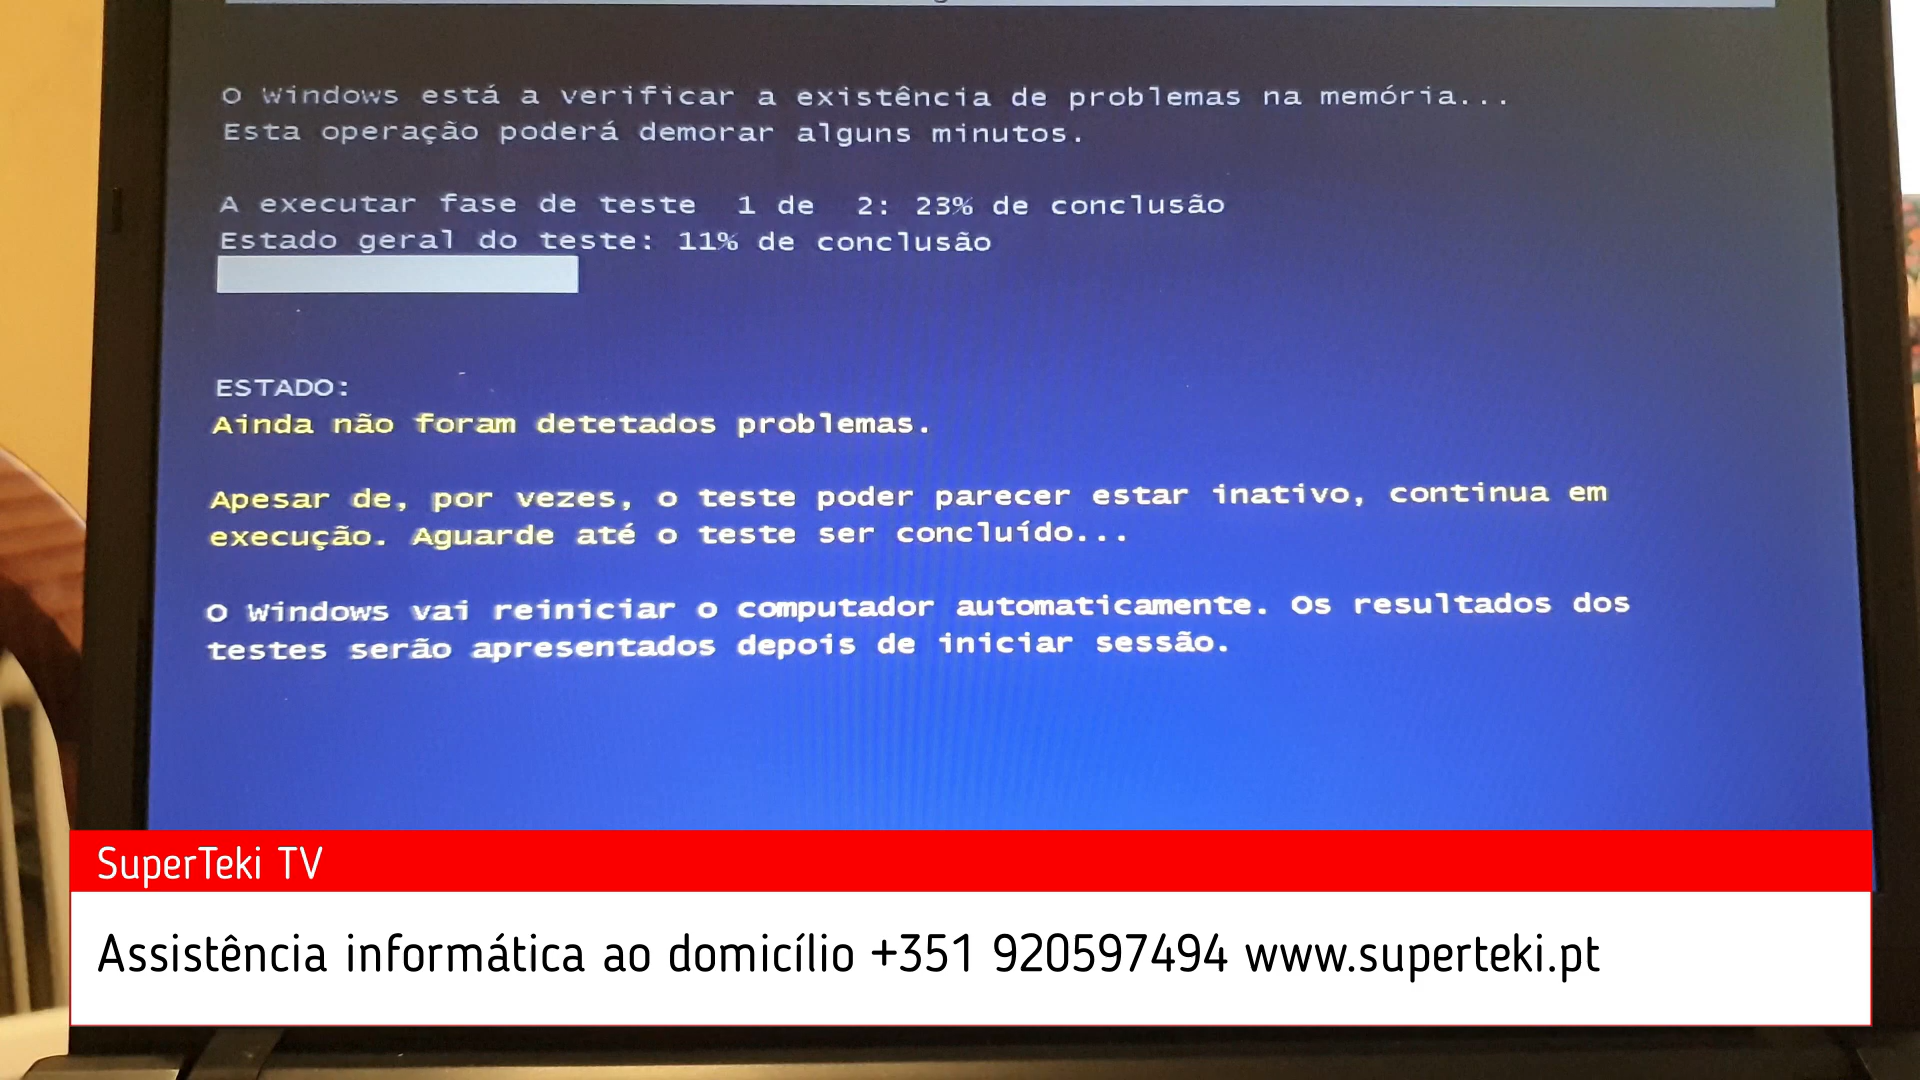 O Windows está a verificar a existência de problemas na memória...
Esta operação poderá demorar alguns minutos.
A executar fase de teste 1 de 2: 23% de conclusão
Estado geral do teste: 11% de conclusão
ESTADO:
Ainda não foram detetados problemas.
Apesar de, por vezes, o teste poder parecer estar inativo, continua em
execução. Aguarde até o teste ser concluído...
O Windows vai reiniciar o computador automaticamente. Os resultados dos
testes serão apresentados depois de iniciar sessão.
SuperTeki TV
Assistência informática ao domicílio +351 920597494 www.superteki.pt